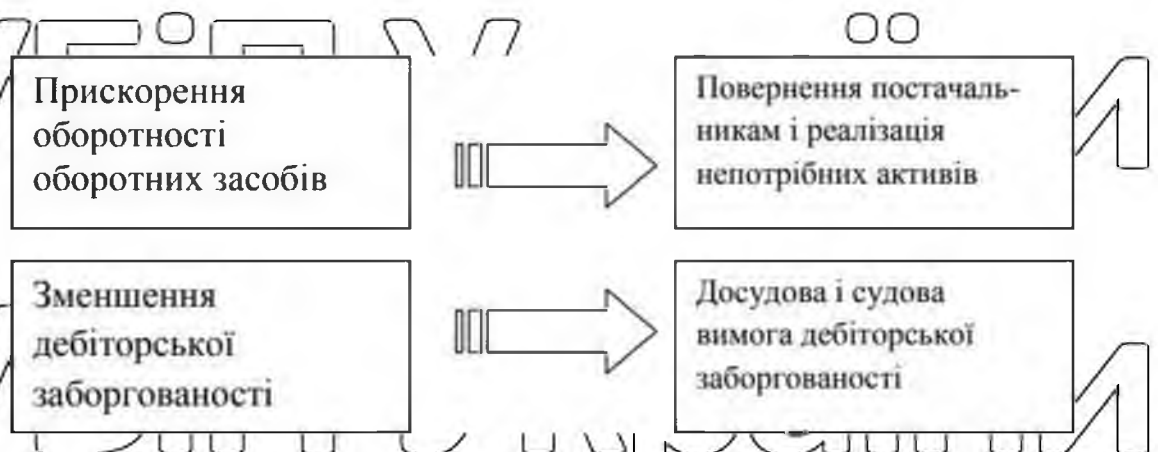 Прискорення
оборотності
оборотних засобів
Повернення постачаль-
никам і реалізація
непотрібних активів
Зменшення
дебіторської
заборгованості
Досудова і судова
вимога дебіторської
заборгованості